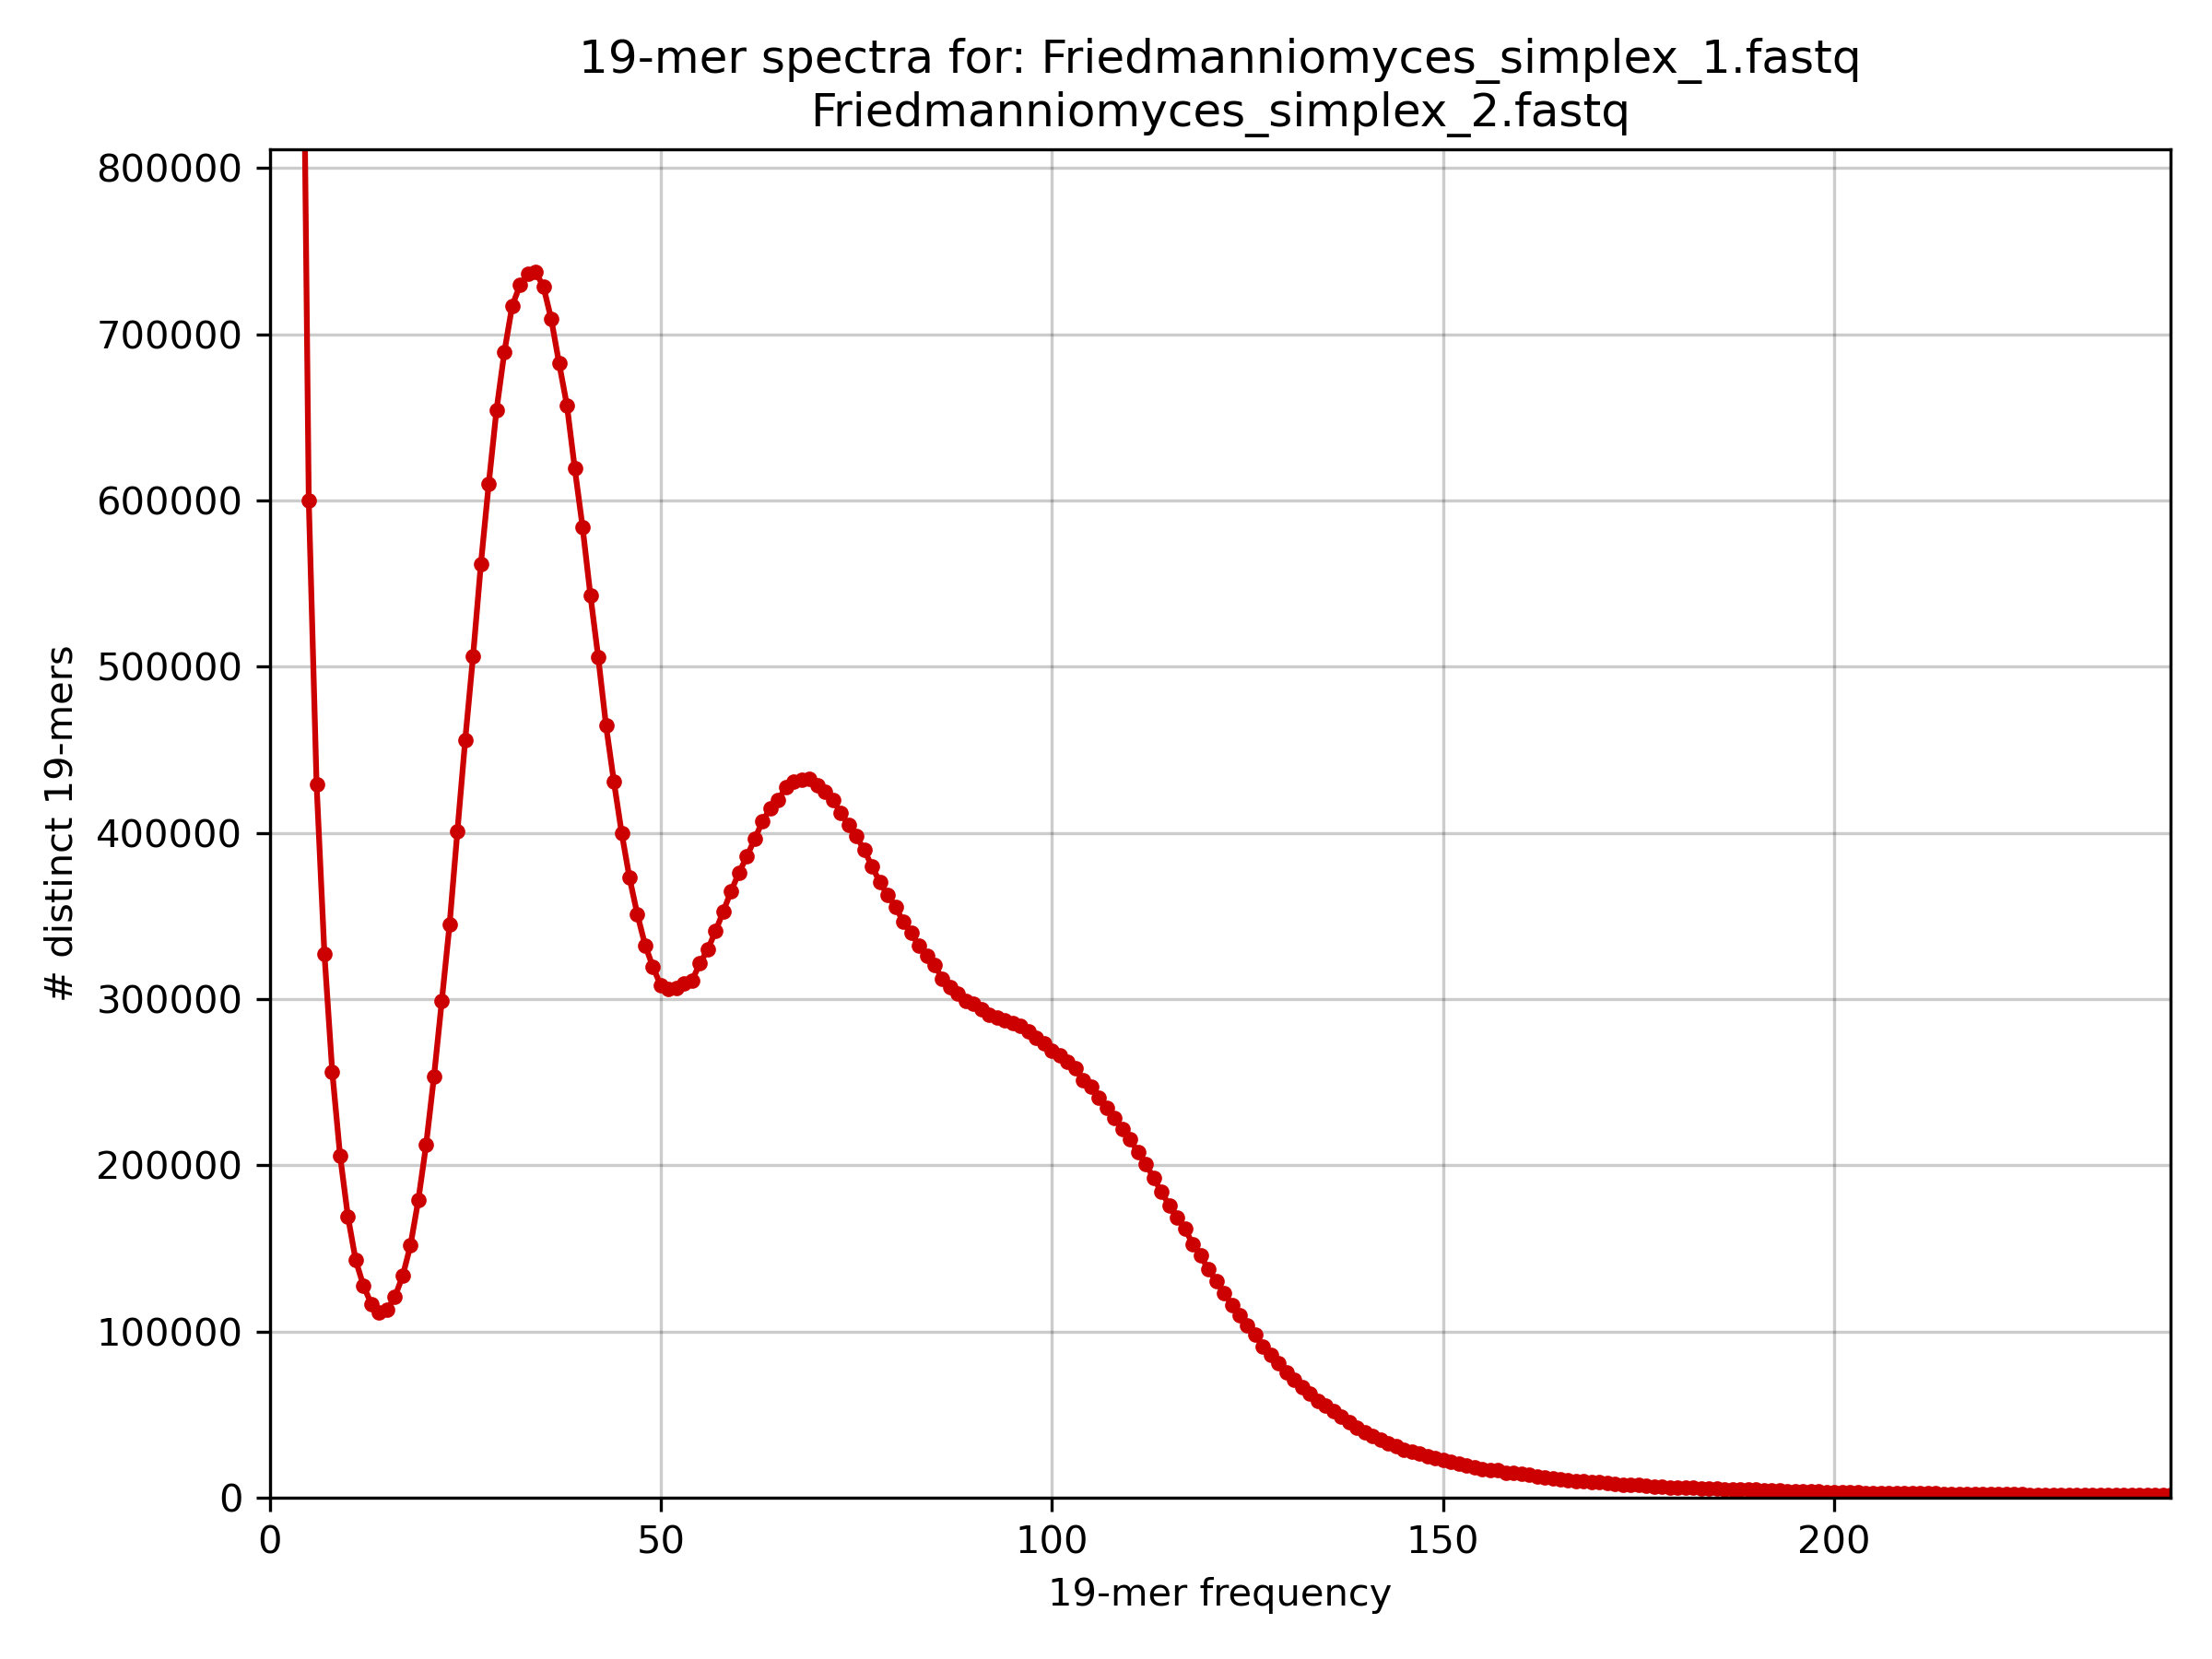 19-mer spectra for: Friedmanniomyces_simplex_1.fastq
Friedmanniomyces_simplex_2.fastq
800000
700000
600000
500000
400000
300000
200000
100000
0
# distinct 19-mers
0 50 100 150 200
19-mer frequency